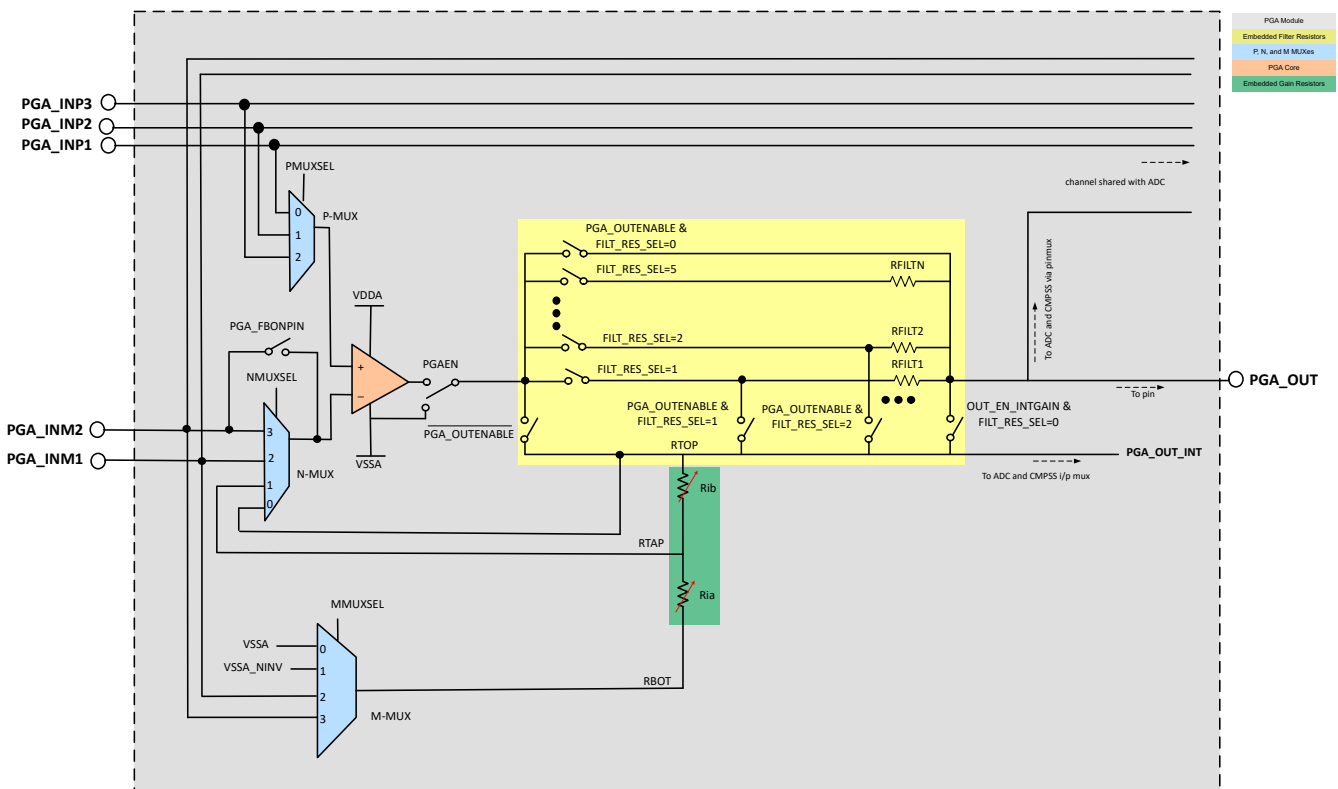 PGA Module
Embedded Filter Resistors
P, N, and M MUXes
PGA Core
Embedded Gain Resistors
PGA_INP3
PGA_INP2
PGA_INP1
PMUXSEL
channel shared with ADC
0
P-MUX
1
2
PGA_OUTENABLE &
FILT_RES_SEL=0
FILT_RES_SEL=5
RFILTN
To ADC and CMPSS via pinmux
VDDA
PGA_FBONPIN
FILT_RES_SEL=2
RFILT2
PGAEN
FILT_RES_SEL=1
RFILT1
+
−
NMUXSEL
PGA_OUT
To pin
PGA_OUTENABLE &
FILT_RES_SEL=1
PGA_OUTENABLE &
FILT_RES_SEL=2
OUT_EN_INTGAIN &
FILT_RES_SEL=0
PGA_INM2
3
PGA_OUTENABLE
RTOP
PGA_OUT_INT
PGA_INM1
2
N-MUX
VSSA
To ADC and CMPSS i/p mux
1
0
Rib
RTAP
Ria
MMUXSEL
VSSA
0
VSSA_NINV
1
RBOT
2
3
M-MUX